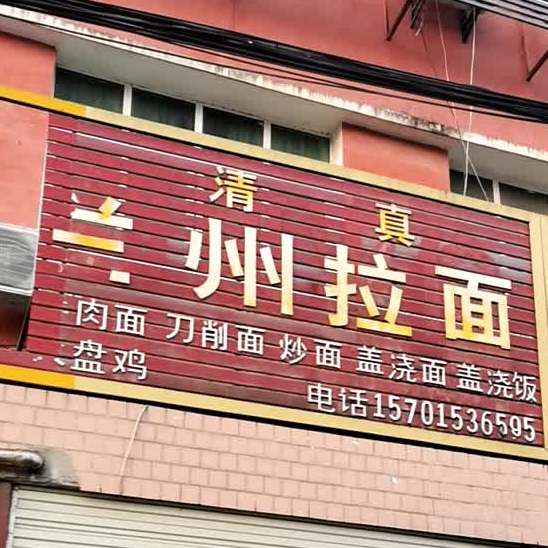 清真
兰州拉面
肉面 刀削面 炒面 盖浇面 盖浇饭
盘鸡
电话15701536595